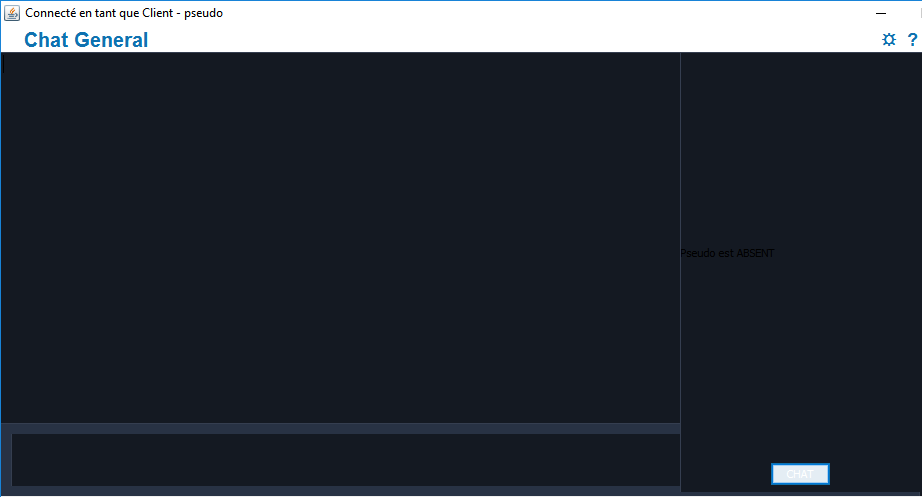 Connecté en tant que Client - pseudo
Chat General
?
Pseudo est ABSENT
CHAT